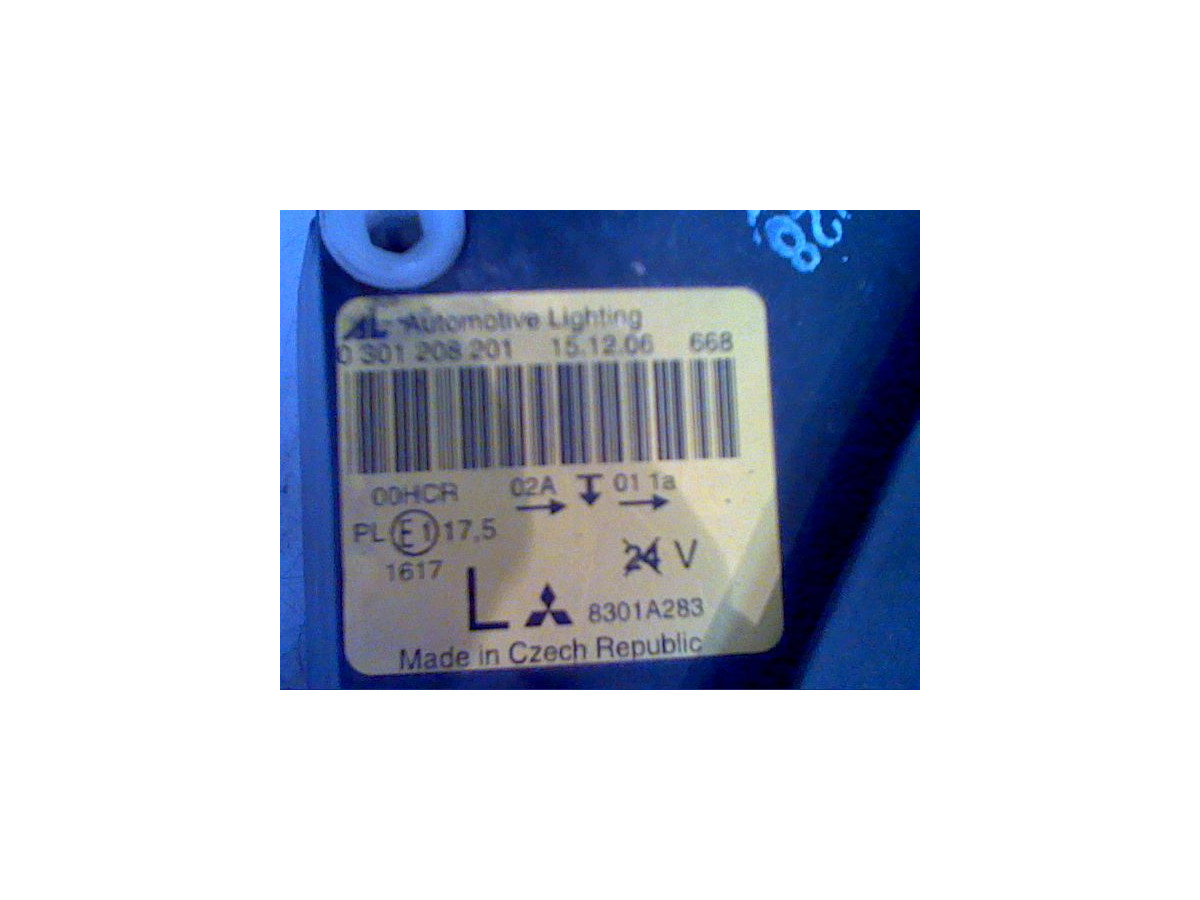 AL Automotive Lighting
0 301 208 201 15.12.06 668
00HCR 02A 01 1a
PL E1 17,5
1617 24 V
L 8301A283
Made in Czech Republic